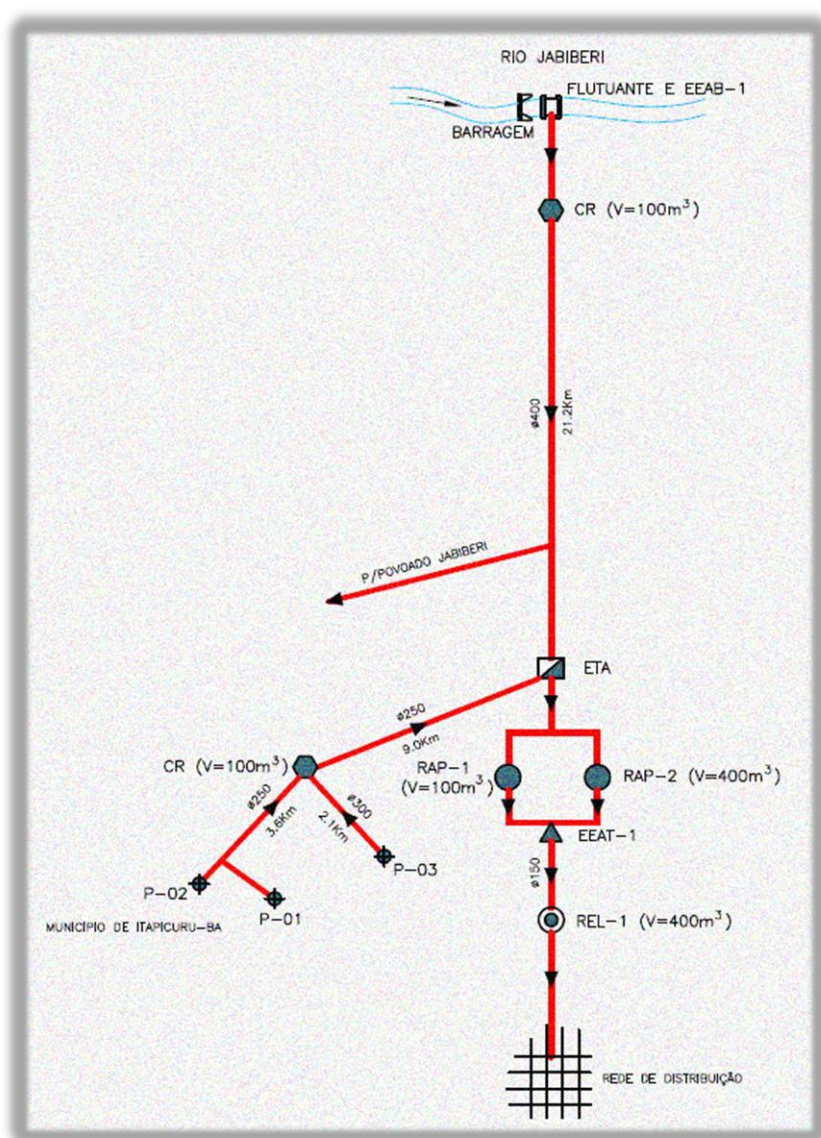 RIO JABIBERI
FLUTUANTE E EEAB-1
BARRAGEM
CR (V=100m³)
ø400
21.2Km
P/POVOADO JABIBERI
ETA
ø250
9.0Km
CR (V=100m³)
RAP-1
(V=100m³)
RAP-2 (V=400m³)
ø250
3.6Km
ø300
2.1Km
EEAT-1
P-03
ø150
P-02
P-01
REL-1 (V=400m³)
MUNICÍPIO DE ITAPICURU-BA
REDE DE DISTRIBUIÇÃO